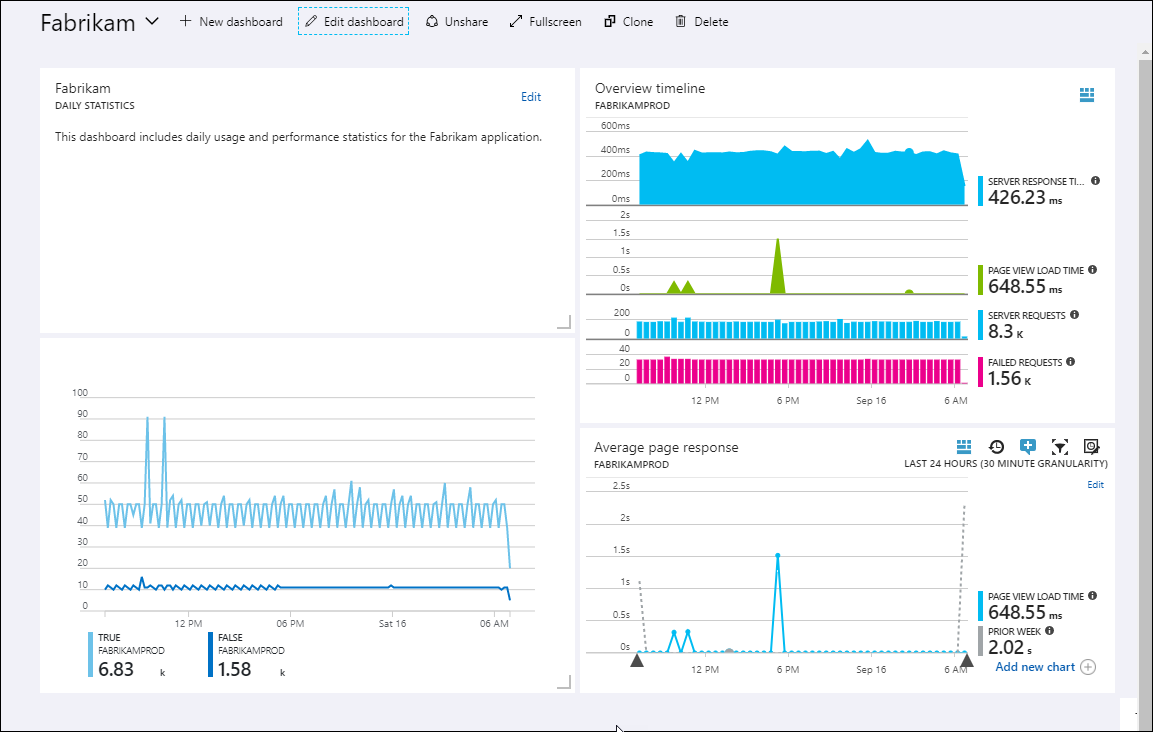 Fabrikam
New dashboard
Edit dashboard
Unshare
Fullscreen
Clone
Delete
Fabrikam
DAILY STATISTICS
Edit
This dashboard includes daily usage and performance statistics for the Fabrikam application.
Overview timeline
FABRIKAMPROD
600ms
400ms
200ms
0ms
SERVER RESPONSE TI...
426.23 ms
2s
1.5s
1s
0.5s
0s
PAGE VIEW LOAD TIME
648.55 ms
200
0
SERVER REQUESTS
8.3 K
40
20
0
FAILED REQUESTS
1.56 K
12 PM
6 PM
Sep 16
6 AM
100
90
80
70
60
50
40
30
20
10
0
12 PM
06 PM
Sat 16
06 AM
TRUE
FABRIKAMPROD
6.83 k
FALSE
FABRIKAMPROD
1.58 k
Average page response
FABRIKAMPROD
LAST 24 HOURS (30 MINUTE GRANULARITY)
Edit
2.5s
2s
1.5s
1s
0.5s
0s
PAGE VIEW LOAD TIME
648.55 ms
PRIOR WEEK
2.02 s
12 PM
6 PM
Sep 16
6 AM
Add new chart